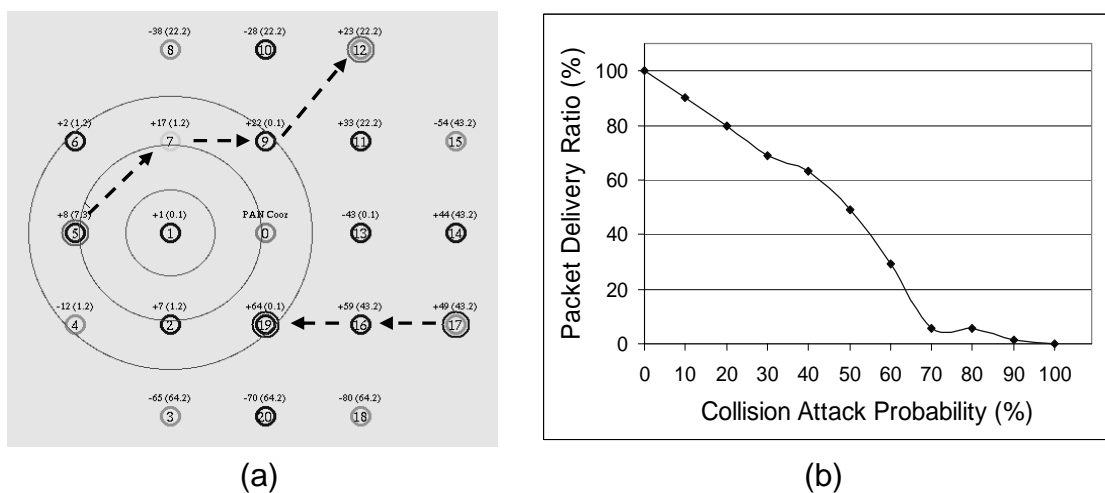 -38 (22.2) -28 (22.2) +23 (22.2)
8 10 12
+2 (1.2) +17 (1.2) +22 (0.1) +33 (22.2) -54 (43.2)
6 7 9 11 15
+8 (7.3) +1 (0.1) PAN Coor -43 (0.1) +44 (43.2)
5 1 0 13 14
-12 (1.2) +7 (1.2) +64 (0.1) +59 (43.2) +49 (43.2)
4 2 19 16 17
-65 (64.2) -70 (64.2) -80 (64.2)
3 20 18
(a)
Packet Delivery Ratio (%)
100
80
60
40
20
0
0 10 20 30 40 50 60 70 80 90 100
Collision Attack Probability (%)
(b)